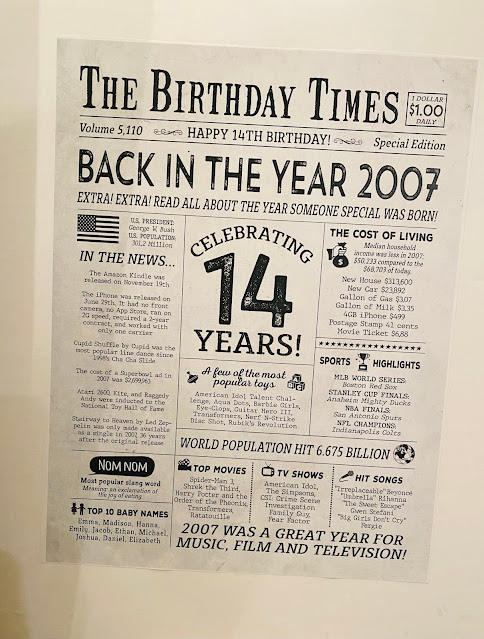 THE BIRTHDAY TIMES
1 DOLLAR
$1.00
DAILY
Volume 5,110
HAPPY 14TH BIRTHDAY!
Special Edition
BACK IN THE YEAR 2007
EXTRA! EXTRA! READ ALL ABOUT THE YEAR SOMEONE SPECIAL WAS BORN!
U.S. PRESIDENT:
George W. Bush
U.S. POPULATION:
301.2 Million
IN THE NEWS...
The Amazon Kindle was
released on November 19th
The iPhone was released on
June 29th. It had no front
camera, no App Store, ran on
2G speed, required a 2-year
contract, and worked with
only one carrier
Cupid Shuffle by Cupid was the
most popular line dance since
1998's Cha Cha Slide
The cost of a Superbowl ad in
2007 was $2,699,963
Atari 2600, Kite, and Raggedy
Andy were inducted to the
National Toy Hall of Fame
Stairway to Heaven by Led Zep-
pelin was only made available
as a single in 2007, 36 years
after the original release
CELEBRATING
14
YEARS!
A few of the most
popular toys
American Idol Talent Chal-
lenge, Aqua Dots, Barbie Girls,
Eye-Clops, Guitar Hero III,
Transformers, Nerf N-Strike
Disc Shot, Rubik's Revolution
THE COST OF LIVING
Median household
income was less in 2007:
$50,233 compared to the
$68,703 of today.
New House $313,600
New Car $23,892
Gallon of Gas $3.07
Gallon of Milk $3.35
4GB iPhone $499
Postage Stamp 41 cents
Movie Ticket $6.88
SPORTS HIGHLIGHTS
MLB WORLD SERIES:
Boston Red Sox
STANLEY CUP FINALS:
Anaheim Mighty Ducks
NBA FINALS:
San Antonio Spurs
NFL CHAMPIONS:
Indianapolis Colts
WORLD POPULATION HIT 6.675 BILLION
NOM NOM
Most popular slang word
Meaning an exclamation of
the joy of eating
TOP 10 BABY NAMES
Emma, Madison, Hanna,
Emily, Jacob, Ethan, Michael,
Joshua, Daniel, Elizabeth
TOP MOVIES
Spider-Man 3,
Shrek the Third,
Harry Potter and the
Order of the Phoenix,
Transformers,
Ratatouille
TV SHOWS
American Idol,
The Simpsons,
CSI: Crime Scene
Investigation
Family Guy,
Fear Factor
HIT SONGS
"Irreplaceable" Beyoncé
"Umbrella" Rihanna
"The Sweet Escape"
Gwen Stefani
"Big Girls Don't Cry"
Fergie
2007 WAS A GREAT YEAR FOR
MUSIC, FILM AND TELEVISION!